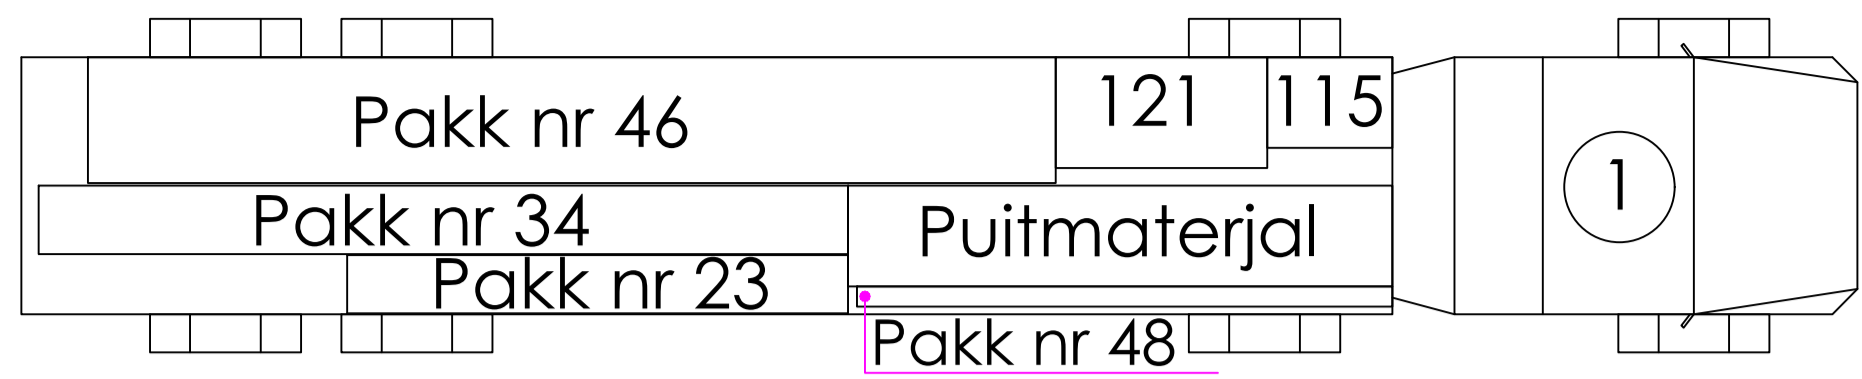 Pakk nr 46
121
115
1
Pakk nr 34
Puitmaterjal
Pakk nr 23
Pakk nr 48